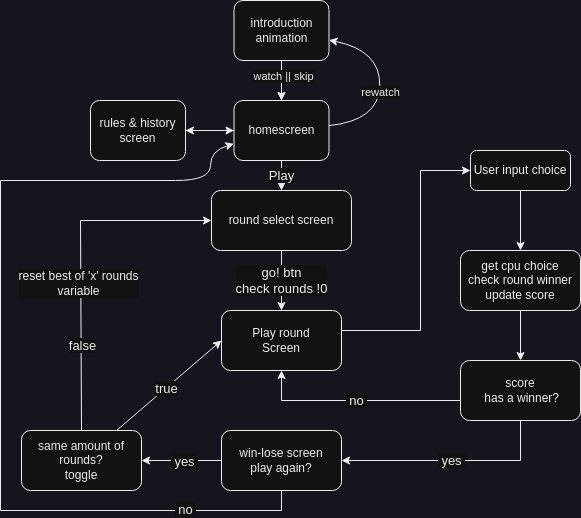 introduction
animation
watch || skip
rewatch
rules & history
screen
homescreen
User input choice
Play
round select screen
get cpu choice
check round winner
update score
reset best of 'x' rounds
variable
go! btn
check rounds !0
Play round
Screen
false
true
score
has a winner?
no
same amount of
rounds?
toggle
yes
win-lose screen
play again?
yes
no